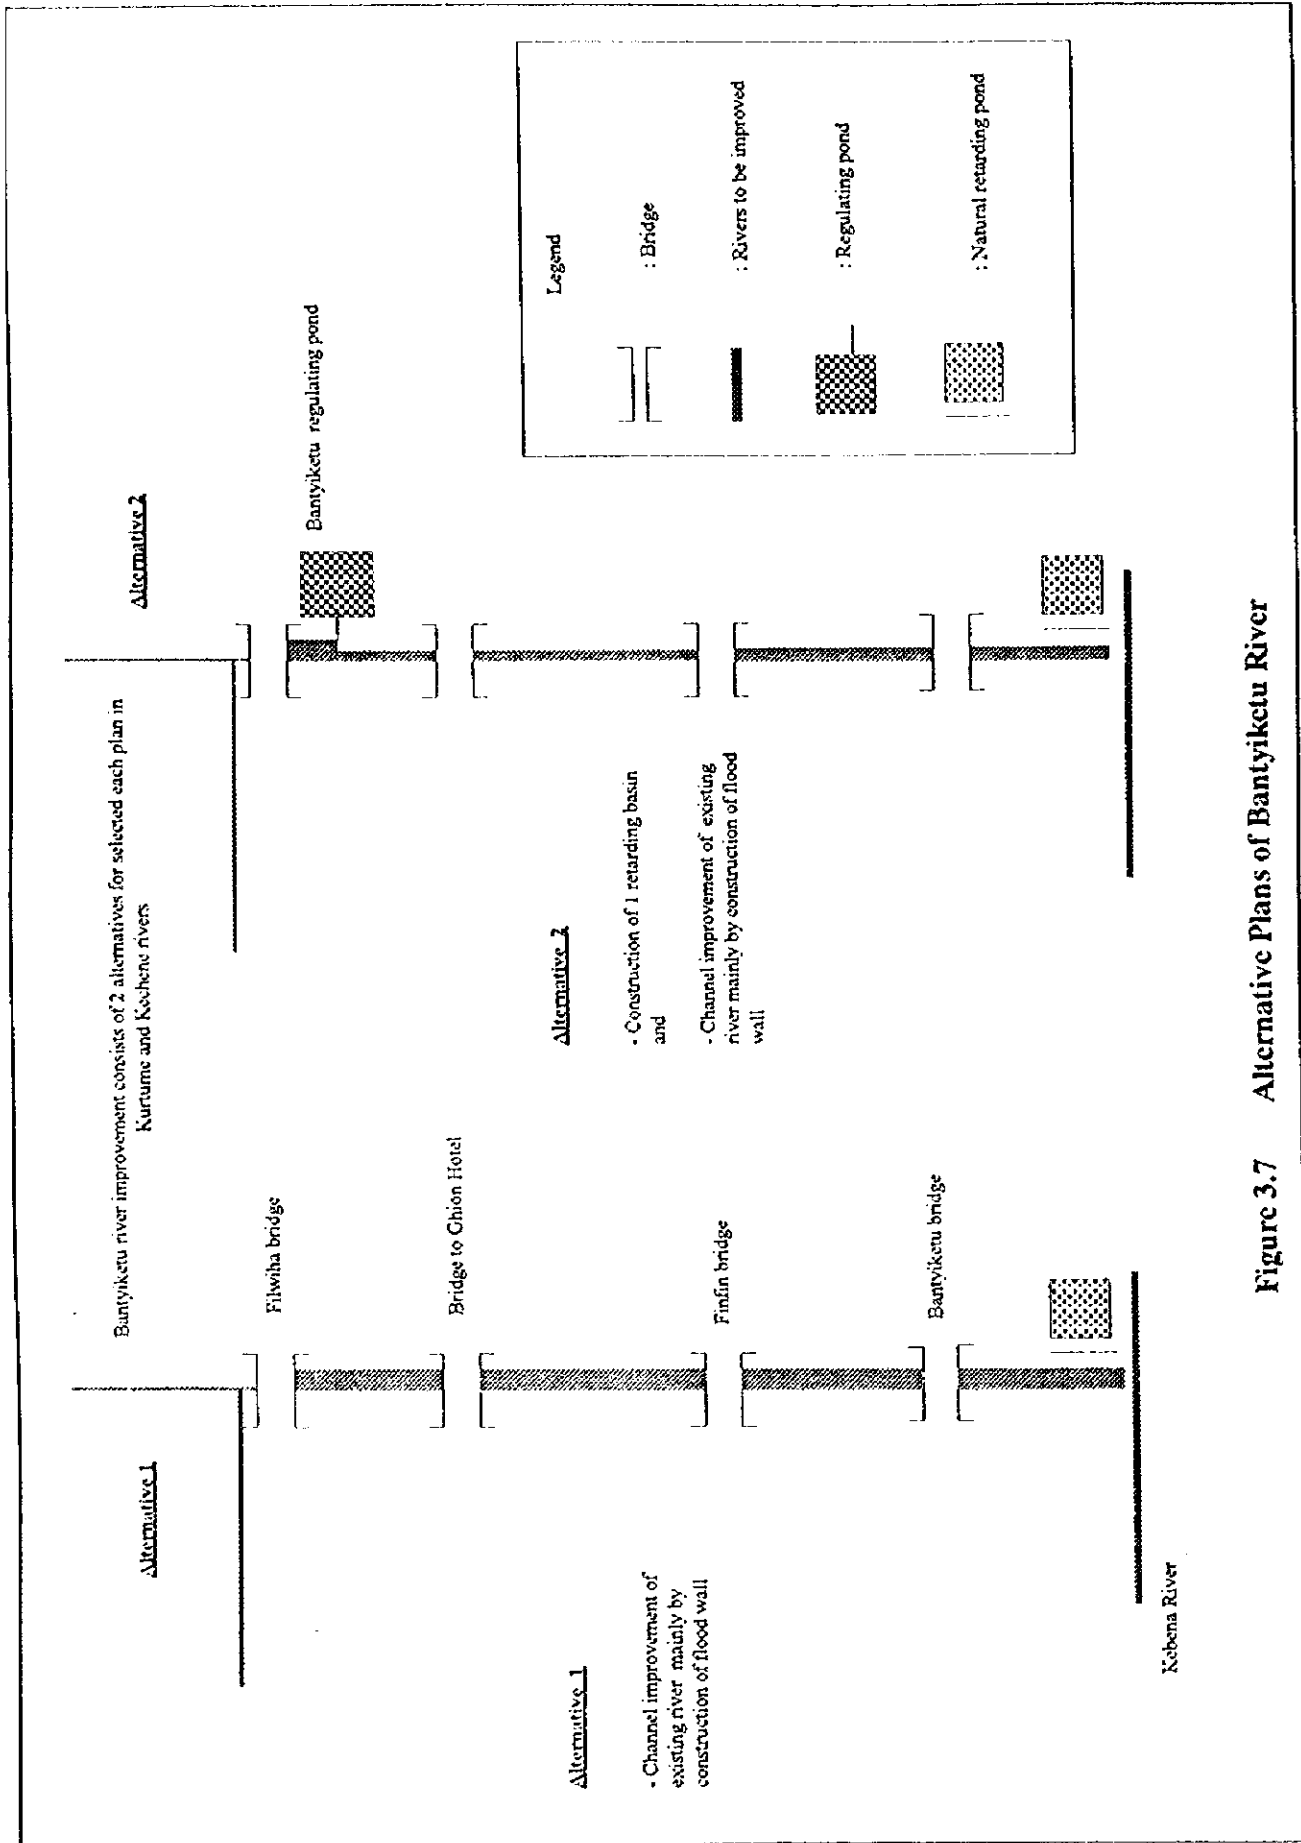 Bantyiketu river improvement consists of 2 alternatives for selected each plan in
Kurtume and Kechene rivers
Alternative 1
Alternative 2
Filwiha bridge
Bantyiketu regulating pond
Bridge to Ghion Hotel
Alternative 1
- Channel improvement of
existing river mainly by
construction of flood wall
Alternative 2
- Construction of 1 retarding basin
and
- Channel improvement of existing
river mainly by construction of flood
wall
Finfin bridge
Bantyiketu bridge
Kebena River
Legend
: Bridge
: Rivers to be improved
: Regulating pond
: Natural retarding pond
Figure 3.7 Alternative Plans of Bantyiketu River